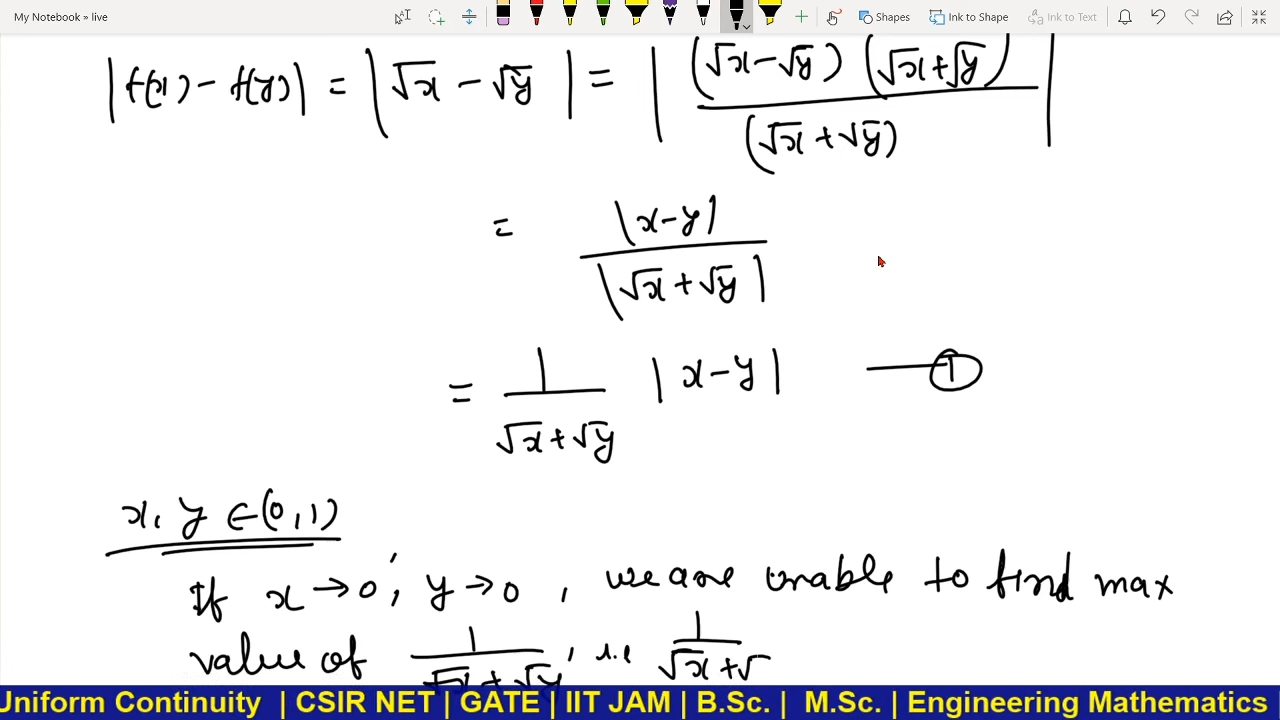 My notebook » live
Shapes Ink to Shape Ink to Text
|f(x) - f(y)| = |√x - √y| = | (√x - √y) (√x + √y) / (√x + √y) |
= |x - y| / |√x + √y|
= 1 / (√x + √y) |x - y| — ①
x, y ∈ (0, 1)
If x → 0, y → 0, we are unable to find max
value of 1 / (√x + √y), i.e 1 / (√x + √
Uniform Continuity | CSIR NET | GATE | IIT JAM | B.Sc. | M.Sc. | Engineering Mathematics